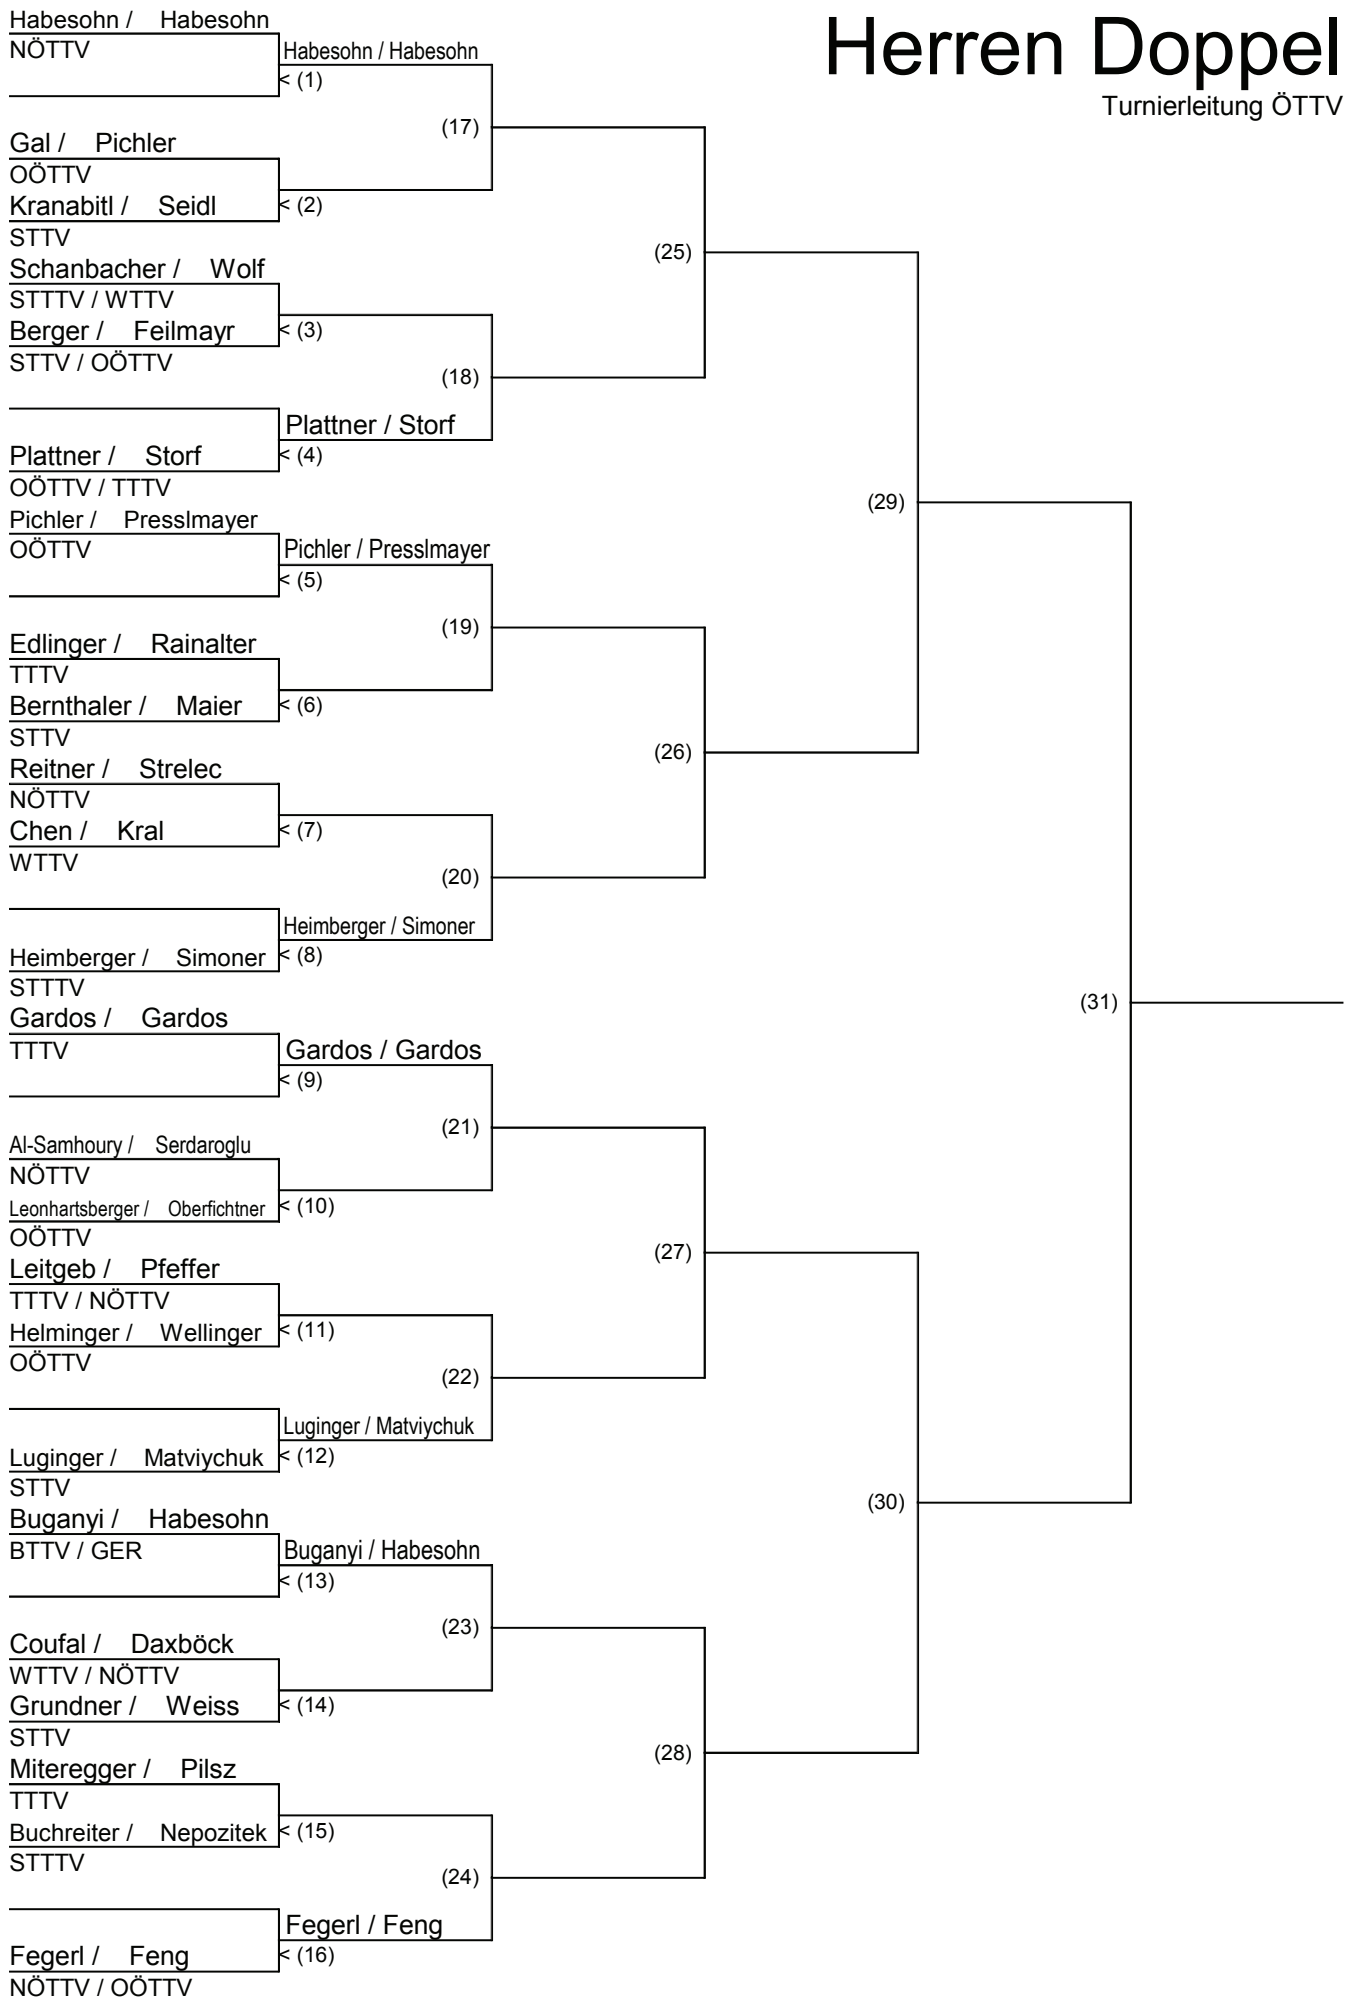 Herren Doppel
Turnierleitung ÖTTV
Habesohn / Habesohn
NÖTTV
Habesohn / Habesohn
< (1)
(17)
Gal / Pichler
OÖTTV
Kranabitl / Seidl
< (2)
STTV
(25)
Schanbacher / Wolf
STTTV / WTTV
Berger / Feilmayr
< (3)
STTV / OÖTTV
(18)
Plattner / Storf
Plattner / Storf
< (4)
OÖTTV / TTTV
(29)
Pichler / Presslmayer
OÖTTV
Pichler / Presslmayer
< (5)
(19)
Edlinger / Rainalter
TTTV
Bernthaler / Maier
< (6)
STTV
(26)
Reitner / Strelec
NÖTTV
Chen / Kral
< (7)
WTTV
(20)
Heimberger / Simoner
Heimberger / Simoner
< (8)
STTTV
(31)
Gardos / Gardos
TTTV
Gardos / Gardos
< (9)
(21)
Al-Samhoury / Serdaroglu
NÖTTV
Leonhartsberger / Oberfichtner
< (10)
OÖTTV
(27)
Leitgeb / Pfeffer
TTTV / NÖTTV
Helminger / Wellinger
< (11)
OÖTTV
(22)
Luginger / Matviychuk
Luginger / Matviychuk
< (12)
STTV
(30)
Buganyi / Habesohn
BTTV / GER
Buganyi / Habesohn
< (13)
(23)
Coufal / Daxböck
WTTV / NÖTTV
Grundner / Weiss
< (14)
STTV
(28)
Miteregger / Pilsz
TTTV
Buchreiter / Nepozitek
< (15)
STTTV
(24)
Fegerl / Feng
Fegerl / Feng
< (16)
NÖTTV / OÖTTV